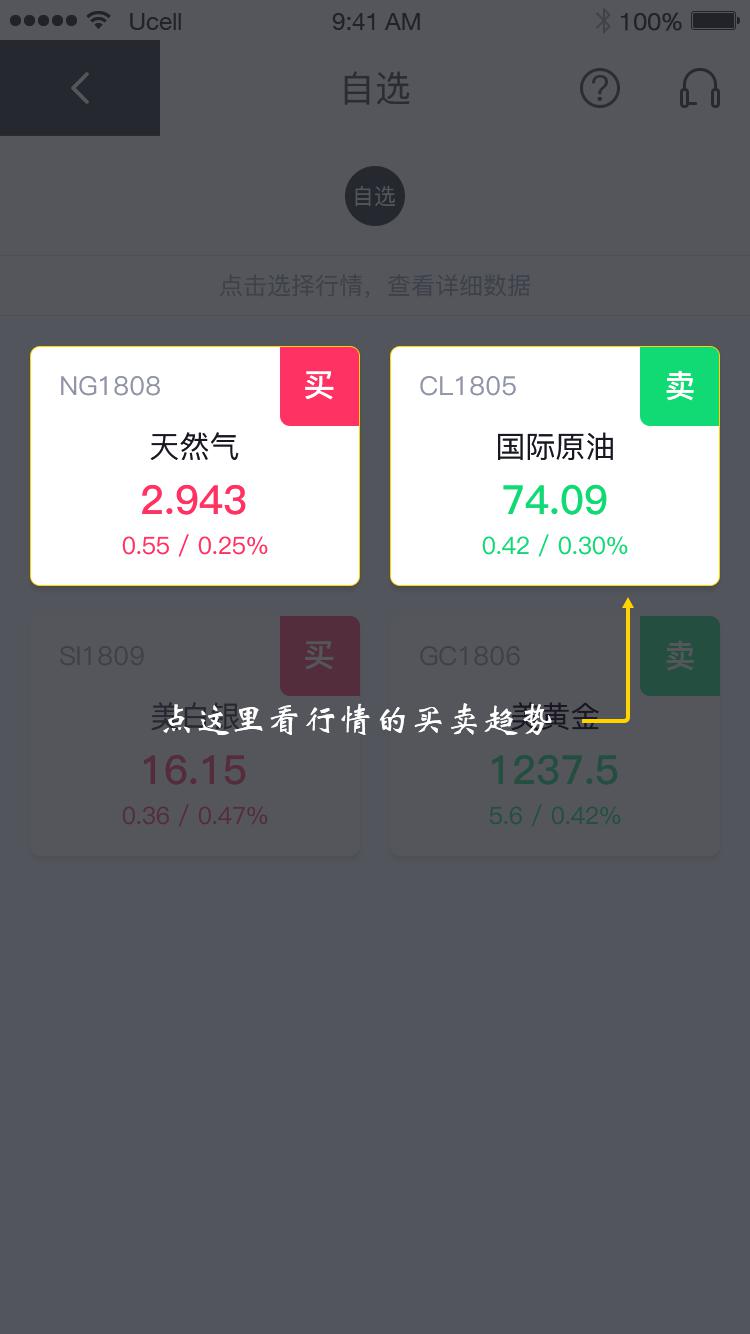 Ucell 9:41 AM 100%
自选
自选
点击选择行情，查看详细数据
NG1808 买
天然气
2.943
0.55 / 0.25%
CL1805 卖
国际原油
74.09
0.42 / 0.30%
SI1809 买
美白银
16.15
0.36 / 0.47%
GC1806 卖
美黄金
1237.5
5.6 / 0.42%
点这里看行情的买卖趋势